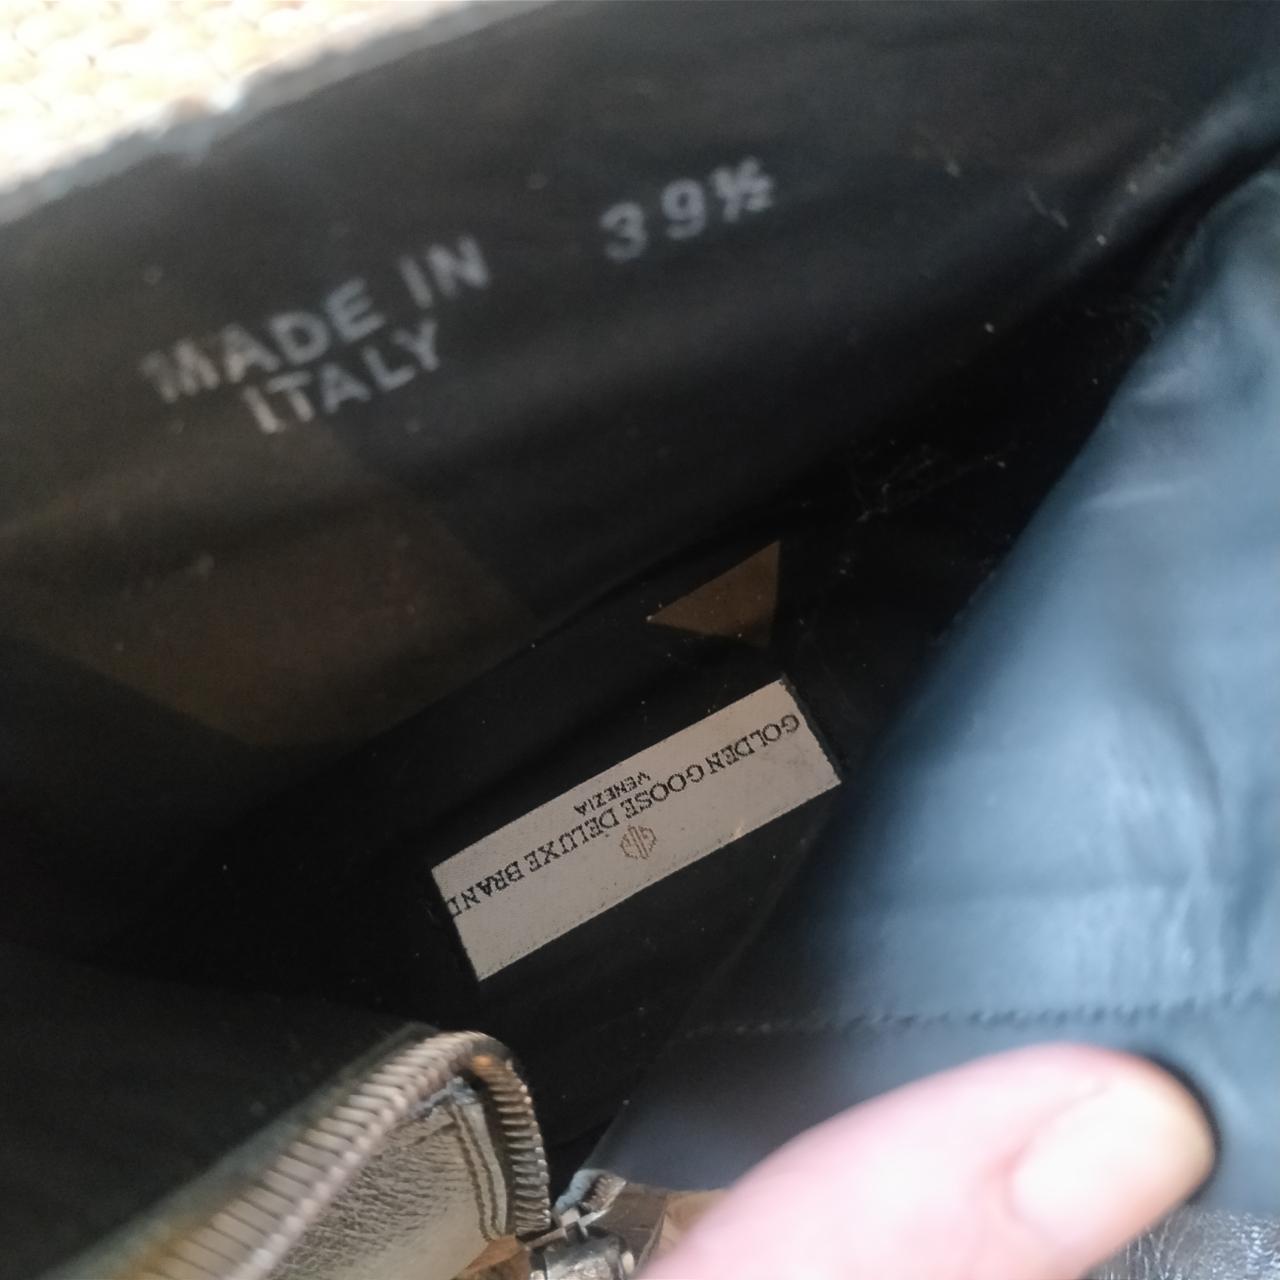 MADE IN
ITALY
39½
GOLDEN GOOSE DELUXE BRAND
VENEZIA